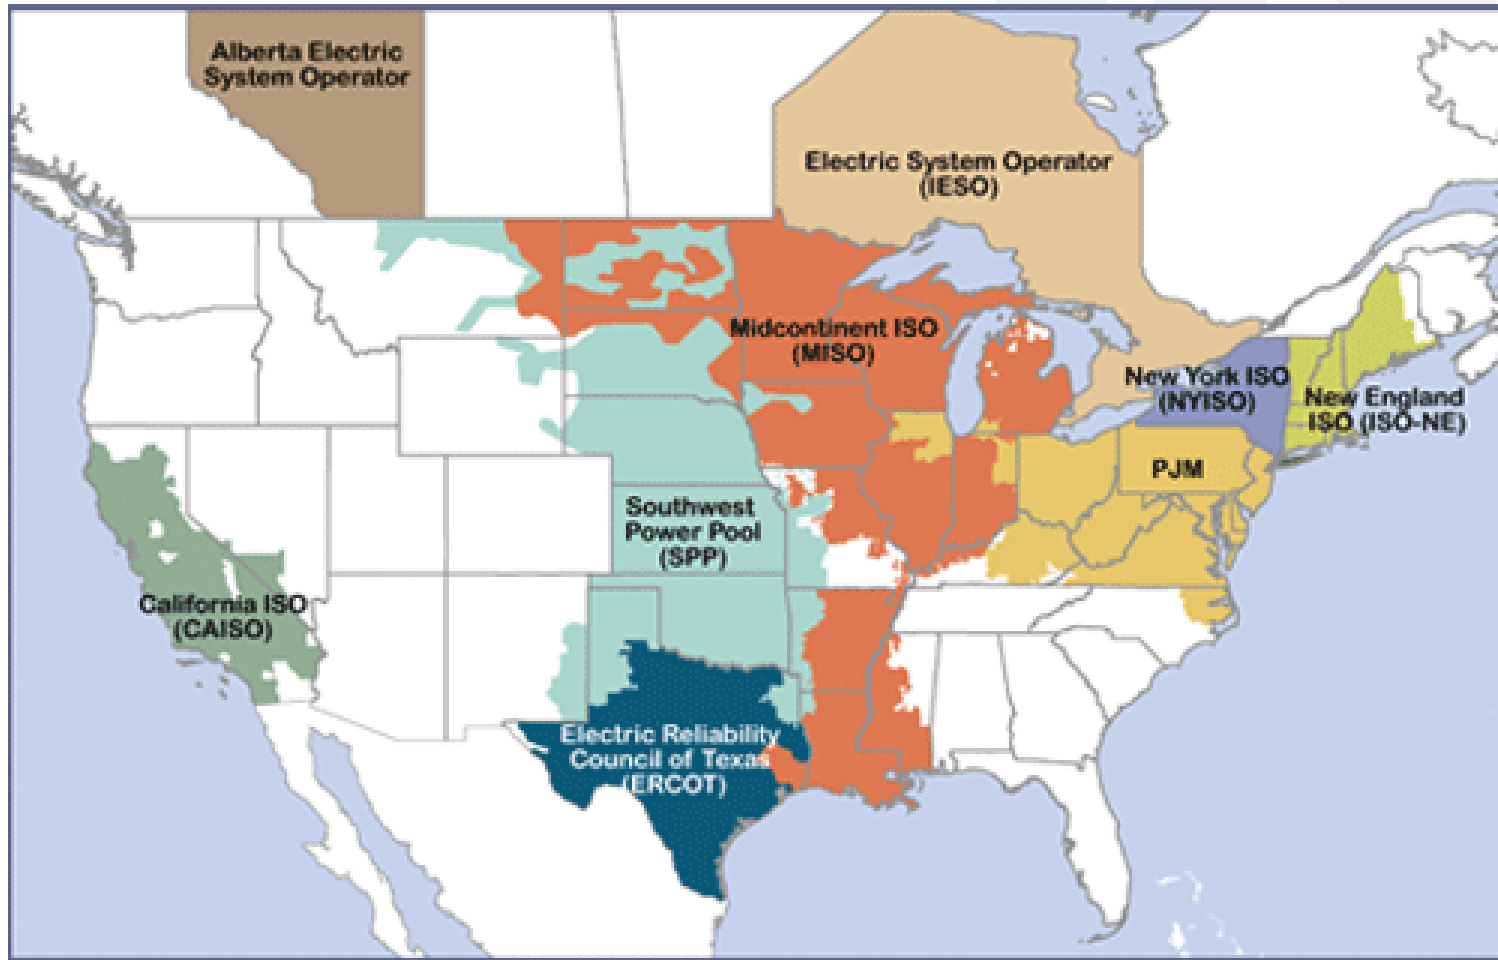 Alberta Electric
System Operator
Electric System Operator
(IESO)
Midcontinent ISO
(MISO)
New York ISO
(NYISO)
New England
ISO (ISO-NE)
PJM
Southwest
Power Pool
(SPP)
California ISO
(CAISO)
Electric Reliability
Council of Texas
(ERCOT)